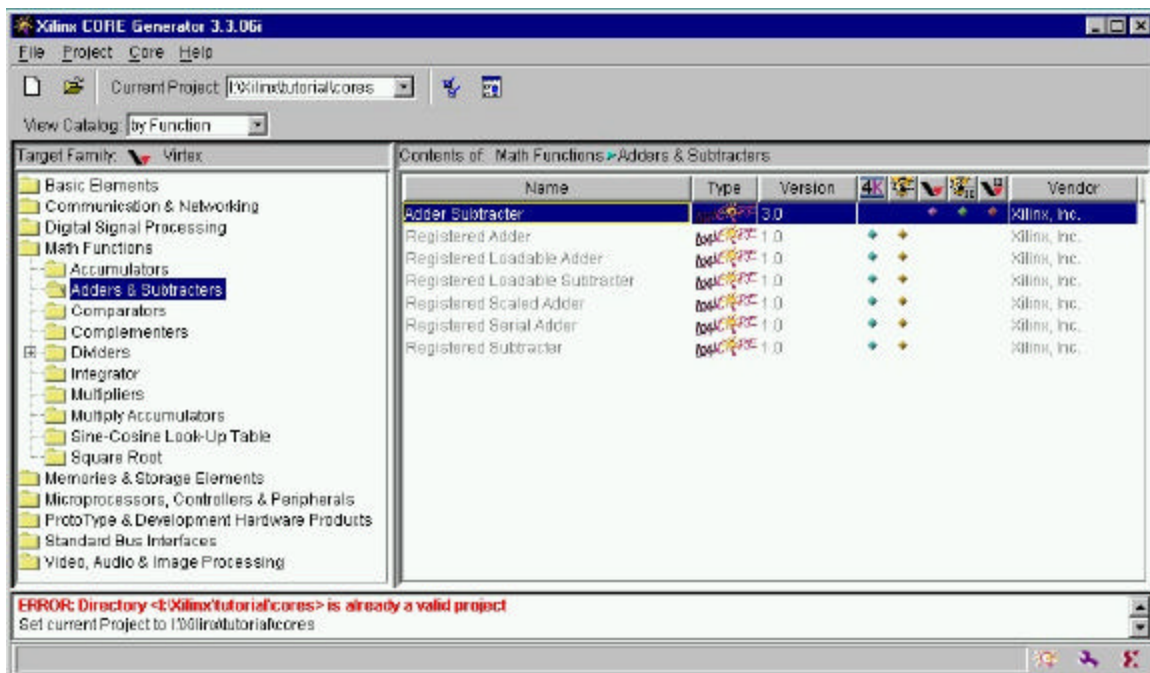 Xilinx CORE Generator 3.3.06i
File Project Core Help
Current Project: I:\Xilinx\tutorial\cores
View Catalog: by Function
Target Family: Virtex
Contents of: Math Functions Adders & Subtracters
Basic Elements
Communication & Networking
Digital Signal Processing
Math Functions
Accumulators
Adders & Subtracters
Comparators
Complementers
Dividers
Integrator
Multipliers
Multiply Accumulators
Sine-Cosine Look-Up Table
Square Root
Memories & Storage Elements
Microprocessors, Controllers & Peripherals
ProtoType & Development Hardware Products
Standard Bus Interfaces
Video, Audio & Image Processing
Name Type Version 4K Vendor
Adder Subtracter 3.0 Xilinx, Inc.
Registered Adder 1.0 Xilinx, Inc.
Registered Loadable Adder 1.0 Xilinx, Inc.
Registered Loadable Subtracter 1.0 Xilinx, Inc.
Registered Scaled Adder 1.0 Xilinx, Inc.
Registered Serial Adder 1.0 Xilinx, Inc.
Registered Subtracter 1.0 Xilinx, Inc.
ERROR: Directory <I:\Xilinx\tutorial\cores> is already a valid project
Set current Project to I:\Xilinx\tutorial\cores